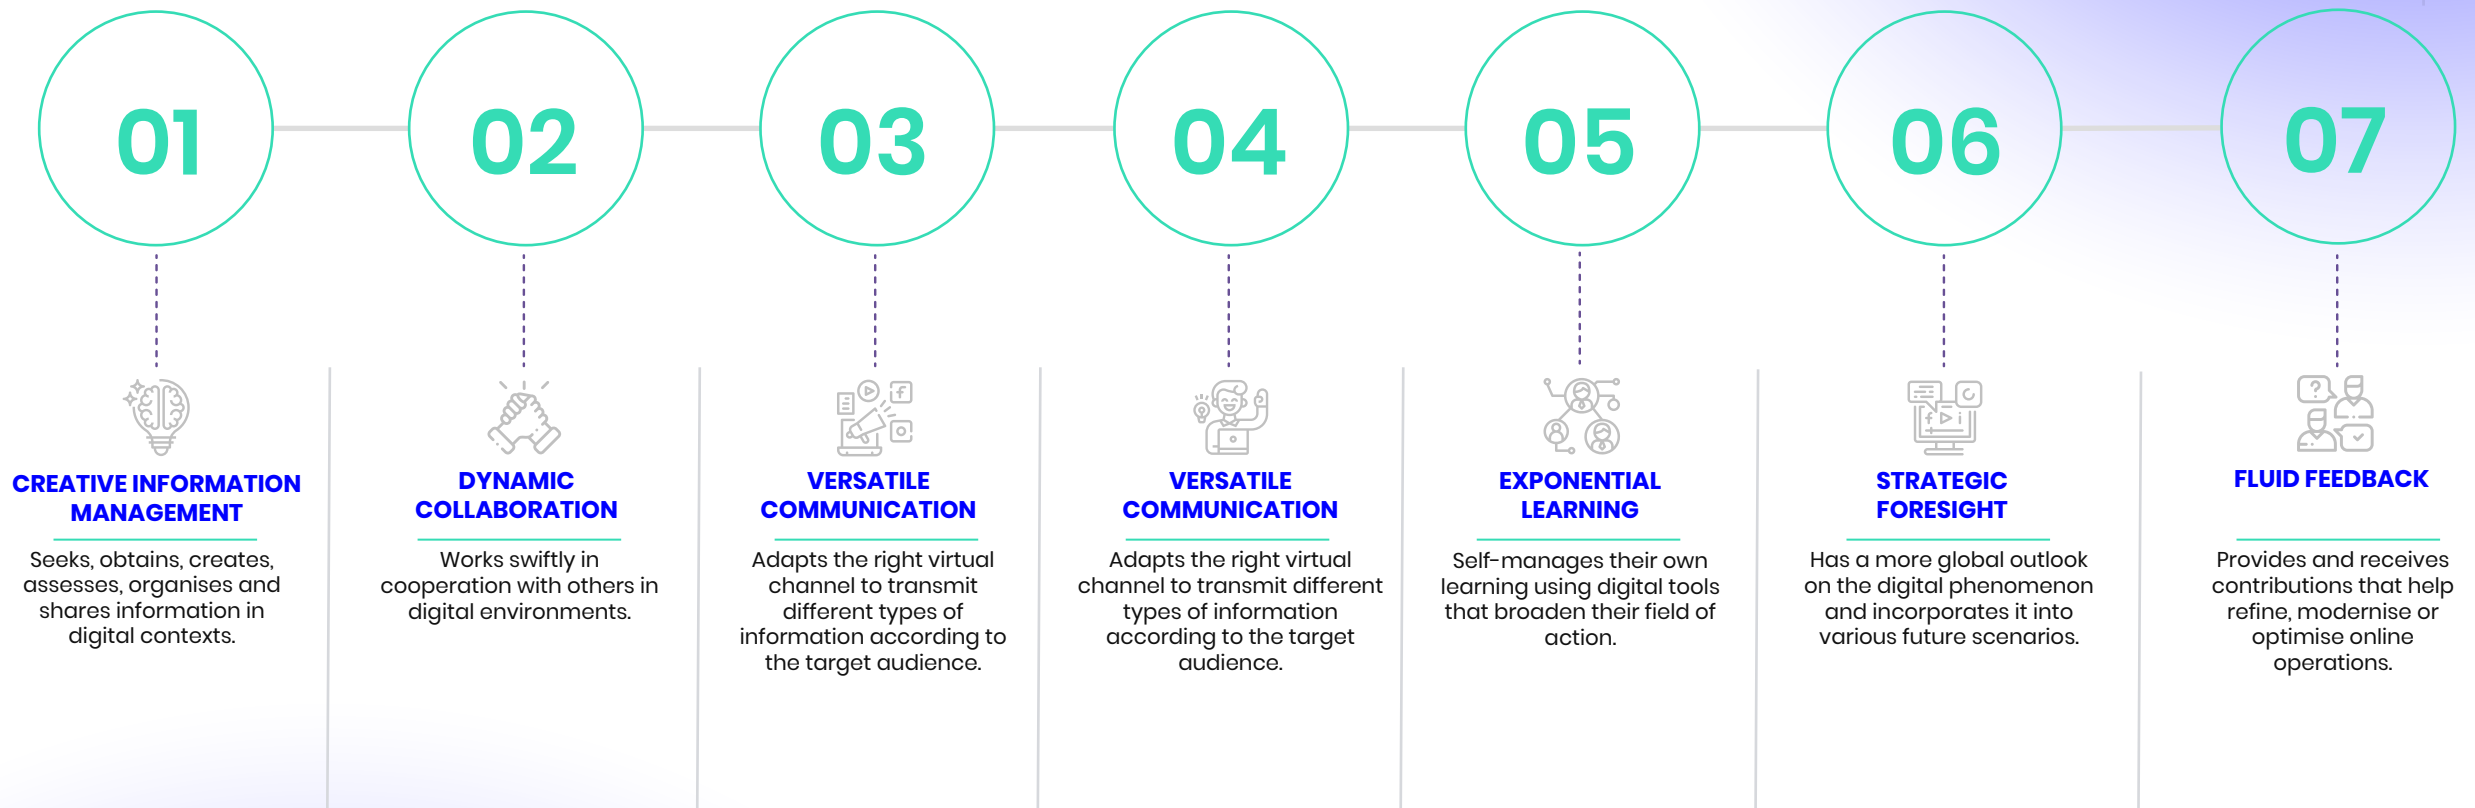 01
02
03
04
05
06
07
CREATIVE INFORMATION
MANAGEMENT
Seeks, obtains, creates,
assesses, organises and
shares information in
digital contexts.
DYNAMIC
COLLABORATION
Works swiftly in
cooperation with others in
digital environments.
VERSATILE
COMMUNICATION
Adapts the right virtual
channel to transmit
different types of
information according to
the target audience.
VERSATILE
COMMUNICATION
Adapts the right virtual
channel to transmit different
types of information
according to the target
audience.
EXPONENTIAL
LEARNING
Self-manages their own
learning using digital tools
that broaden their field of
action.
STRATEGIC
FORESIGHT
Has a more global outlook
on the digital phenomenon
and incorporates it into
various future scenarios.
FLUID FEEDBACK
Provides and receives
contributions that help
refine, modernise or
optimise online
operations.